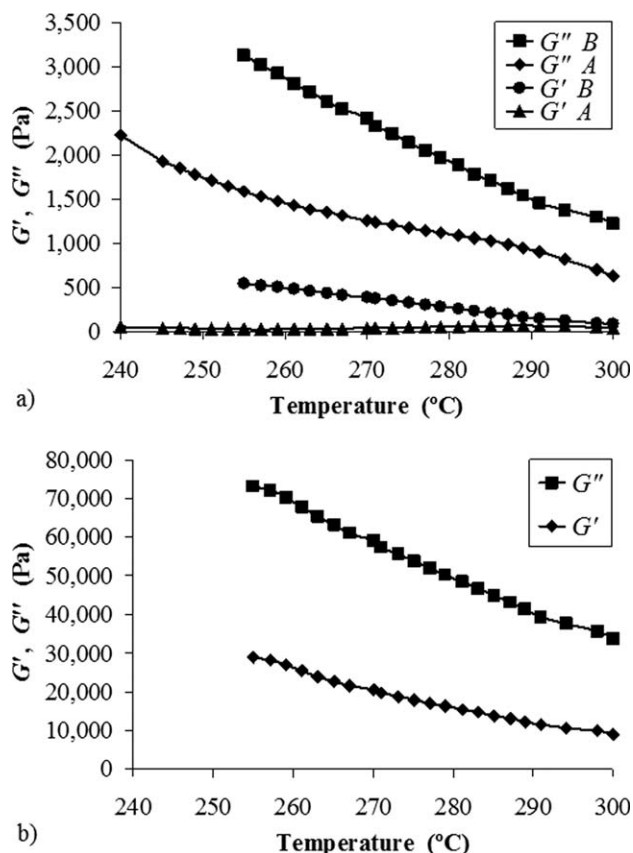 3,500
3,000
2,500
2,000
1,500
1,000
500
0
G', G'' (Pa)
G'' B
G'' A
G' B
G' A
240 250 260 270 280 290 300
Temperature (ºC)
a)
80,000
70,000
60,000
50,000
40,000
30,000
20,000
10,000
0
G', G'' (Pa)
G''
G'
240 250 260 270 280 290 300
Temperature (ºC)
b)